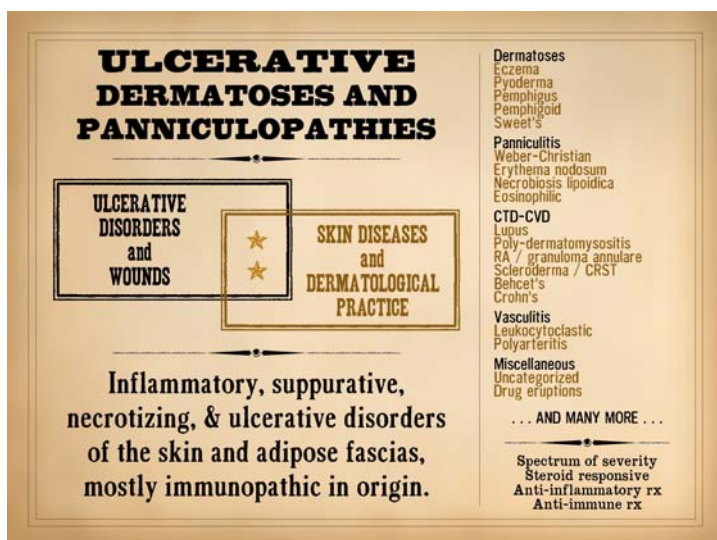 ULCERATIVE
DERMATOSES AND
PANNICULOPATHIES
ULCERATIVE
DISORDERS
and
WOUNDS
SKIN DISEASES
and
DERMATOLOGICAL
PRACTICE
Inflammatory, suppurative,
necrotizing, & ulcerative disorders
of the skin and adipose fascias,
mostly immunopathic in origin.
Dermatoses
Eczema
Pyoderma
Pemphigus
Pemphigoid
Sweet's
Panniculitis
Weber-Christian
Erythema nodosum
Necrobiosis lipoidica
Eosinophilic
CTD-CVD
Lupus
Poly-dermatomysositis
RA / granuloma annulare
Scleroderma / CRST
Behcet's
Crohn's
Vasculitis
Leukocytoclastic
Polyarteritis
Miscellaneous
Uncategorized
Drug eruptions
. . . AND MANY MORE . . .
Spectrum of severity
Steroid responsive
Anti-inflammatory rx
Anti-immune rx